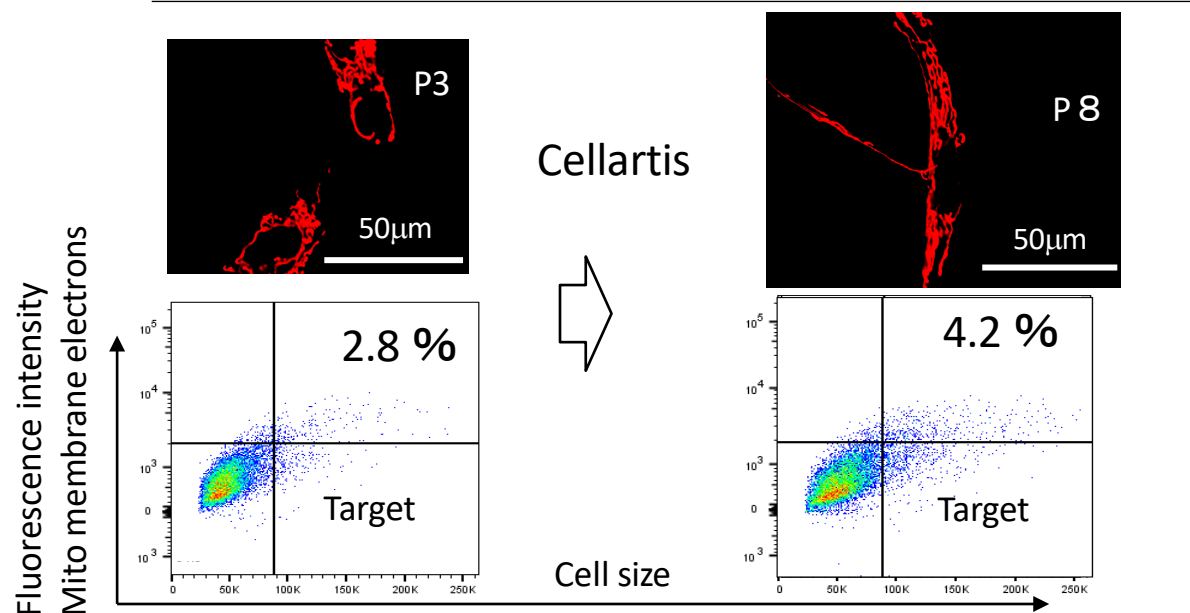 P3
50μm
Cellartis
P 8
50μm
Fluorescence intensity
Mito membrane electrons
2.8 %
10⁵
10⁴
10³
0
10³
Target
0 50K 100K 150K 200K 250K
4.2 %
10⁵
10⁴
10³
0
10³
Target
0 50K 100K 150K 200K 250K
Cell size